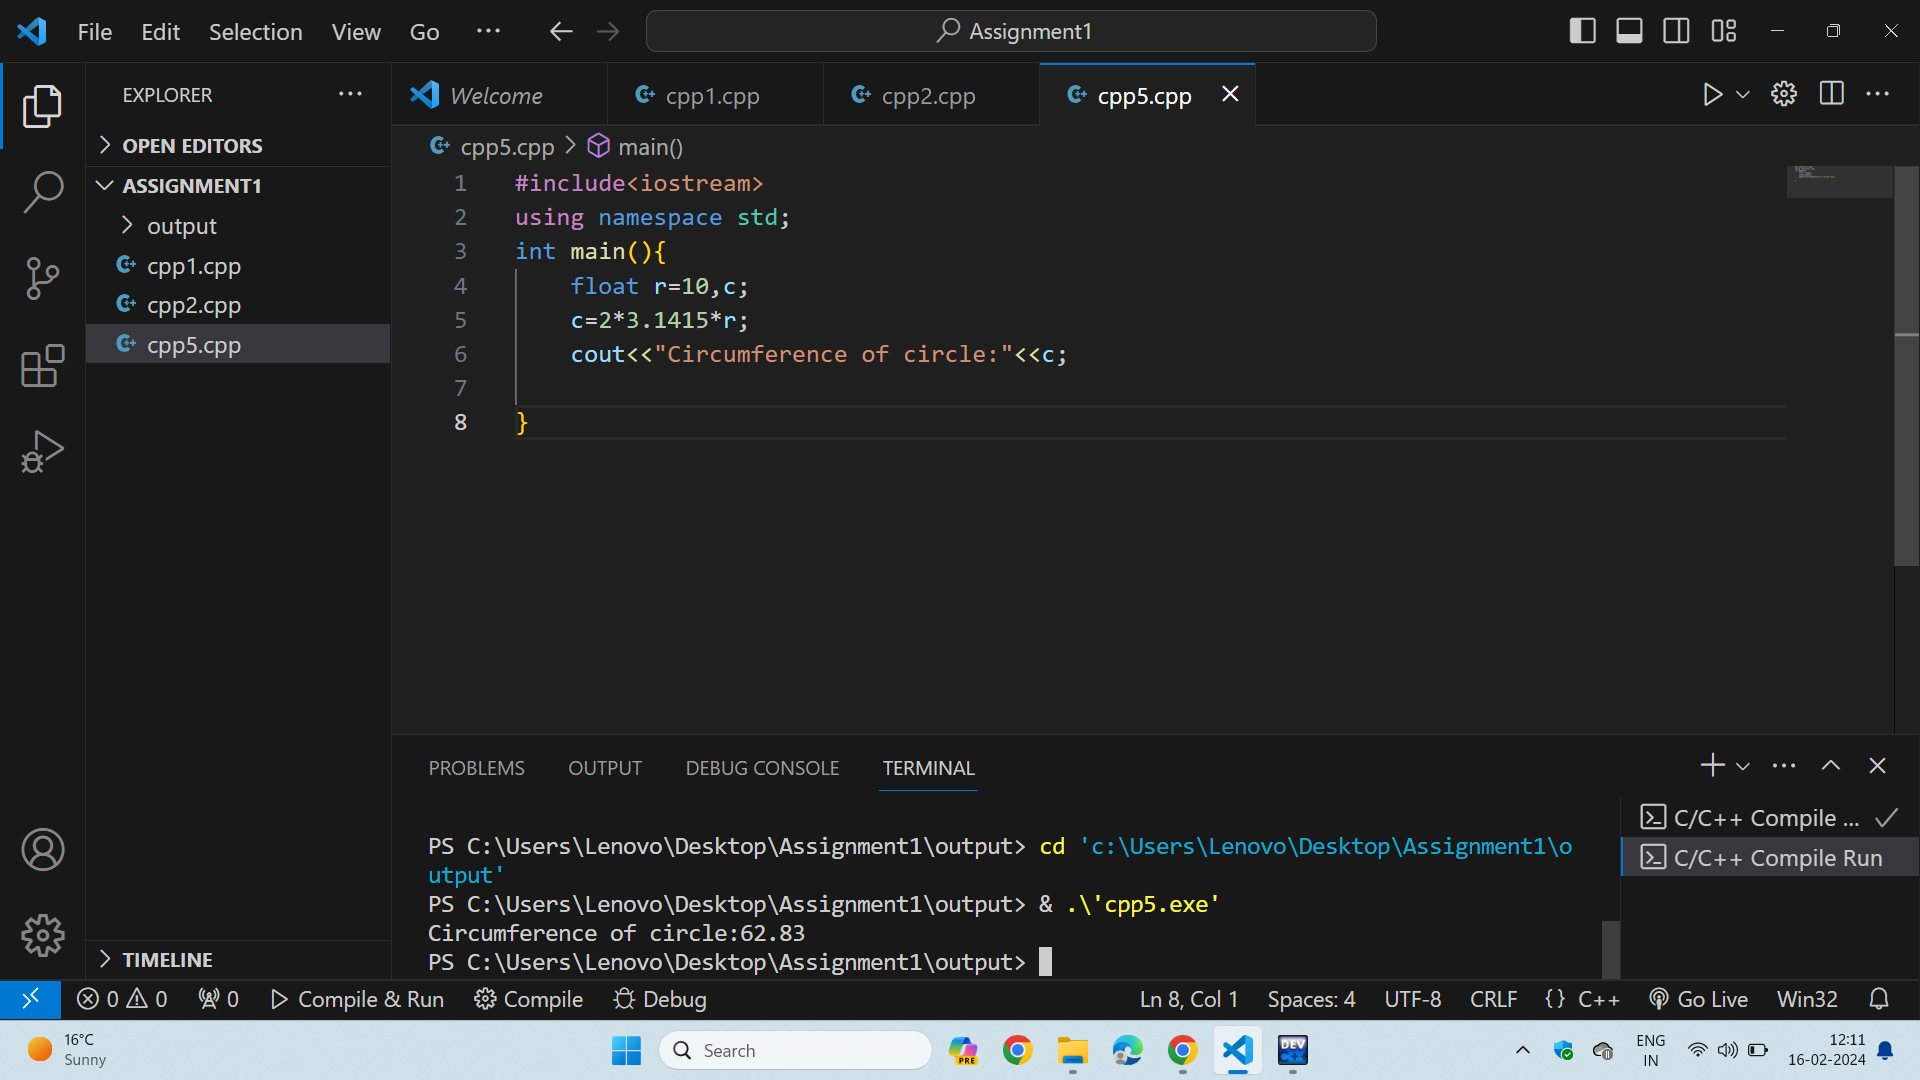 File Edit Selection View Go ··· Assignment1
EXPLORER ···
OPEN EDITORS
ASSIGNMENT1
output
cpp1.cpp
cpp2.cpp
cpp5.cpp
TIMELINE
Welcome cpp1.cpp cpp2.cpp cpp5.cpp
cpp5.cpp > main()
1 #include<iostream>
2 using namespace std;
3 int main(){
4 float r=10,c;
5 c=2*3.1415*r;
6 cout<<"Circumference of circle:"<<c;
7
8 }
PROBLEMS OUTPUT DEBUG CONSOLE TERMINAL
PS C:\Users\Lenovo\Desktop\Assignment1\output> cd 'c:\Users\Lenovo\Desktop\Assignment1\o
utput'
PS C:\Users\Lenovo\Desktop\Assignment1\output> & .\'cpp5.exe'
Circumference of circle:62.83
PS C:\Users\Lenovo\Desktop\Assignment1\output>
C/C++ Compile ...
C/C++ Compile Run
0 0 0 Compile & Run Compile Debug Ln 8, Col 1 Spaces: 4 UTF-8 CRLF {} C++ Go Live Win32
16°C
Sunny
Search
PRE
DEV
C++
ENG
IN
12:11
16-02-2024